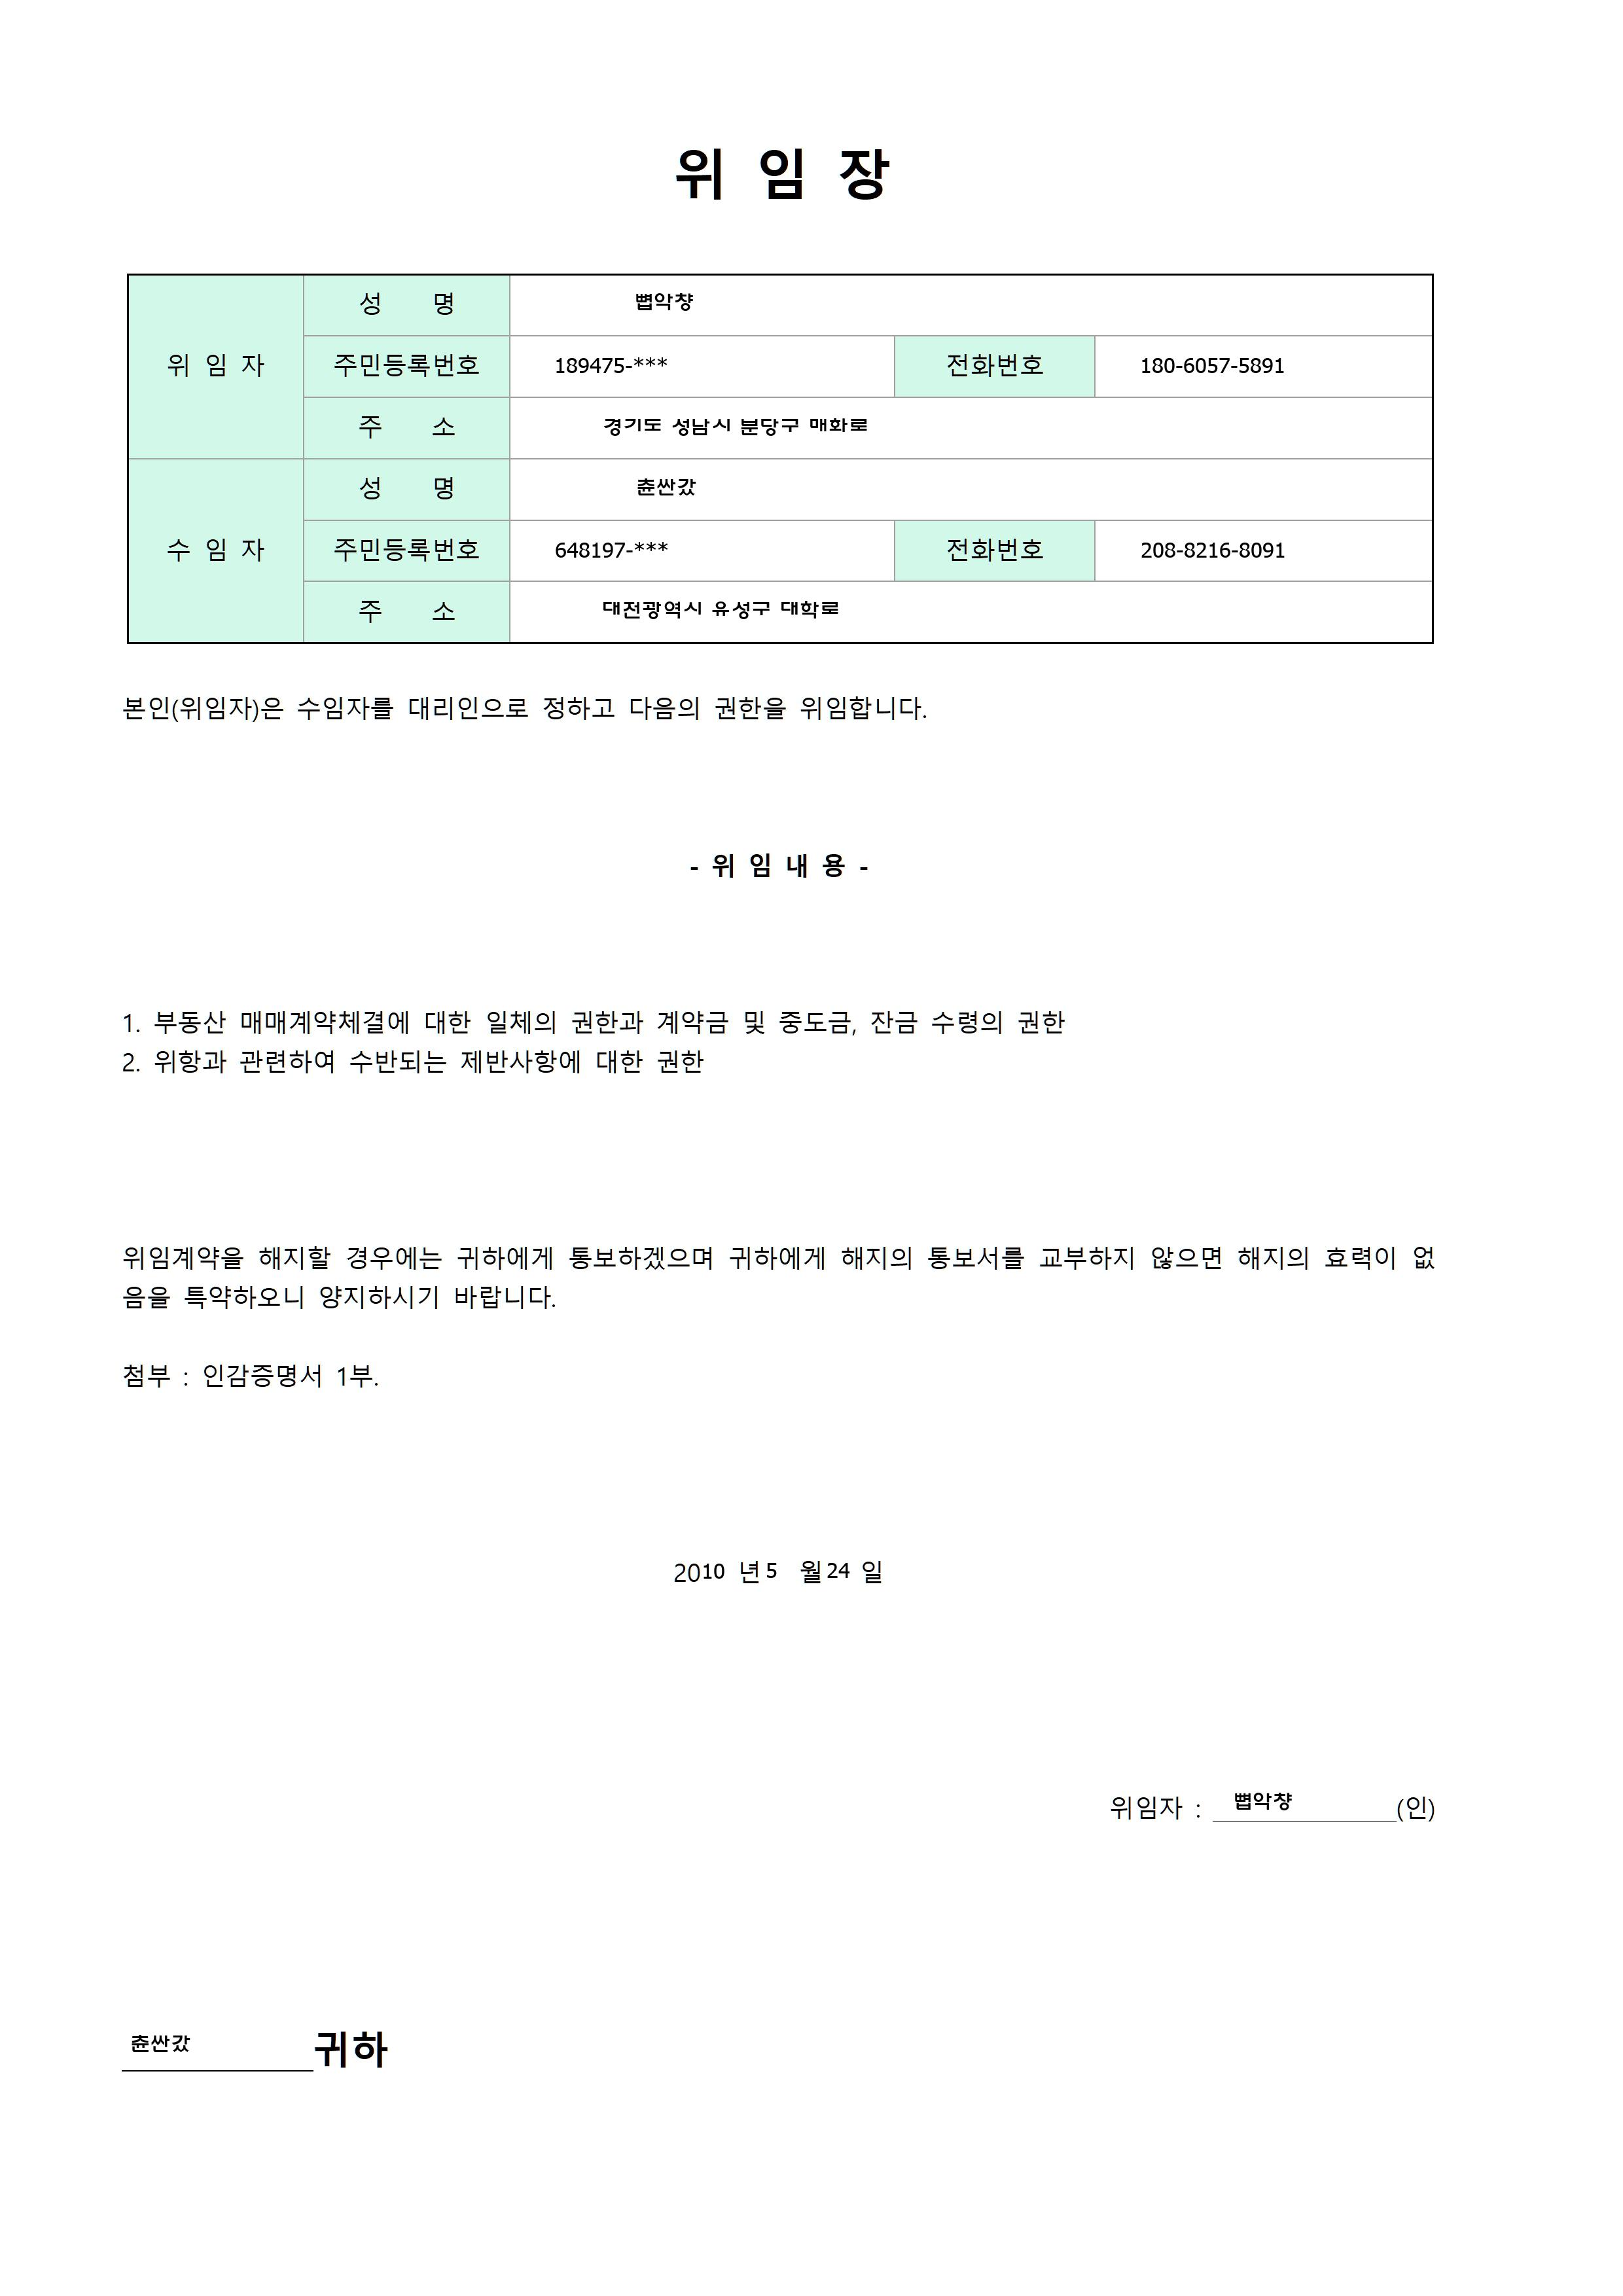 위 임 장
위 임 자
성 명 뼙악챵
주민등록번호 189475-*** 전화번호 180-6057-5891
주 소 경기도 성남시 분당구 매화로
수 임 자
성 명 츈싼갌
주민등록번호 648197-*** 전화번호 208-8216-8091
주 소 대전광역시 유성구 대학로
본인(위임자)은 수임자를 대리인으로 정하고 다음의 권한을 위임합니다.
- 위 임 내 용 -
1. 부동산 매매계약체결에 대한 일체의 권한과 계약금 및 중도금, 잔금 수령의 권한
2. 위항과 관련하여 수반되는 제반사항에 대한 권한
위임계약을 해지할 경우에는 귀하에게 통보하겠으며 귀하에게 해지의 통보서를 교부하지 않으면 해지의 효력이 없
음을 특약하오니 양지하시기 바랍니다.
첨부 : 인감증명서 1부.
2010 년 5 월 24 일
위임자 : 뼙악챵 (인)
츈싼갌 귀하